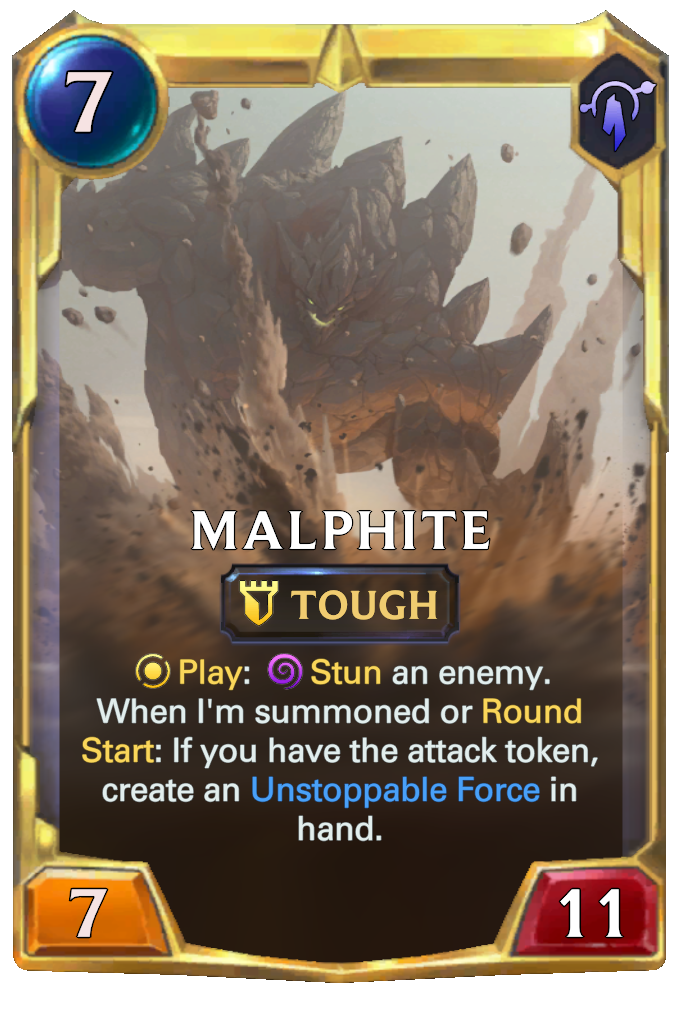 7
MALPHITE
TOUGH
Play: Stun an enemy.
When I'm summoned or Round
Start: If you have the attack token,
create an Unstoppable Force in
hand.
7
11